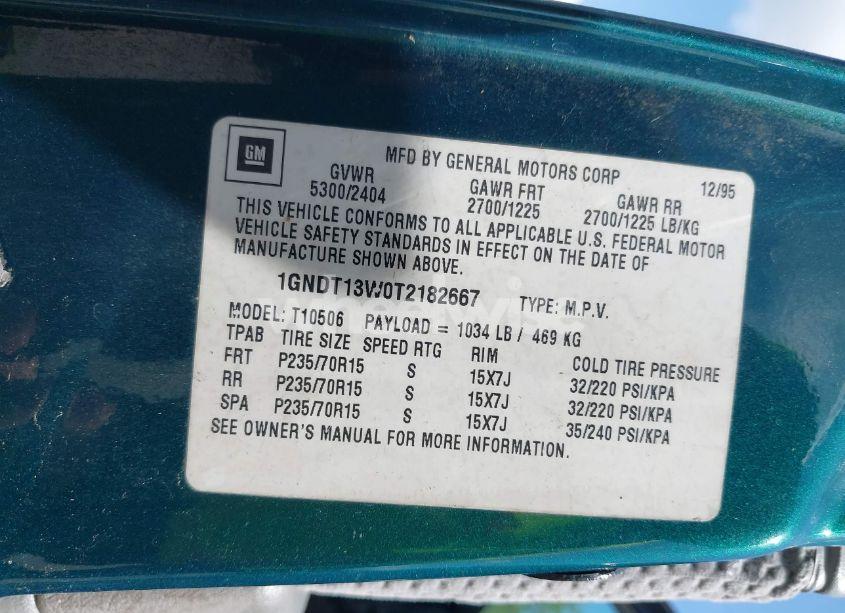 GM
MFD BY GENERAL MOTORS CORP 12/95
GVWR GAWR FRT GAWR RR
5300/2404 2700/1225 2700/1225 LB/KG
THIS VEHICLE CONFORMS TO ALL APPLICABLE U.S. FEDERAL MOTOR
VEHICLE SAFETY STANDARDS IN EFFECT ON THE DATE OF
MANUFACTURE SHOWN ABOVE.
1GNDT13W0T2182667 TYPE: M.P.V.
MODEL: T10506 PAYLOAD = 1034 LB / 469 KG
TPAB TIRE SIZE SPEED RTG RIM COLD TIRE PRESSURE
FRT P235/70R15 S 15X7J 32/220 PSI/KPA
RR P235/70R15 S 15X7J 32/220 PSI/KPA
SPA P235/70R15 S 15X7J 35/240 PSI/KPA
SEE OWNER'S MANUAL FOR MORE INFORMATION.